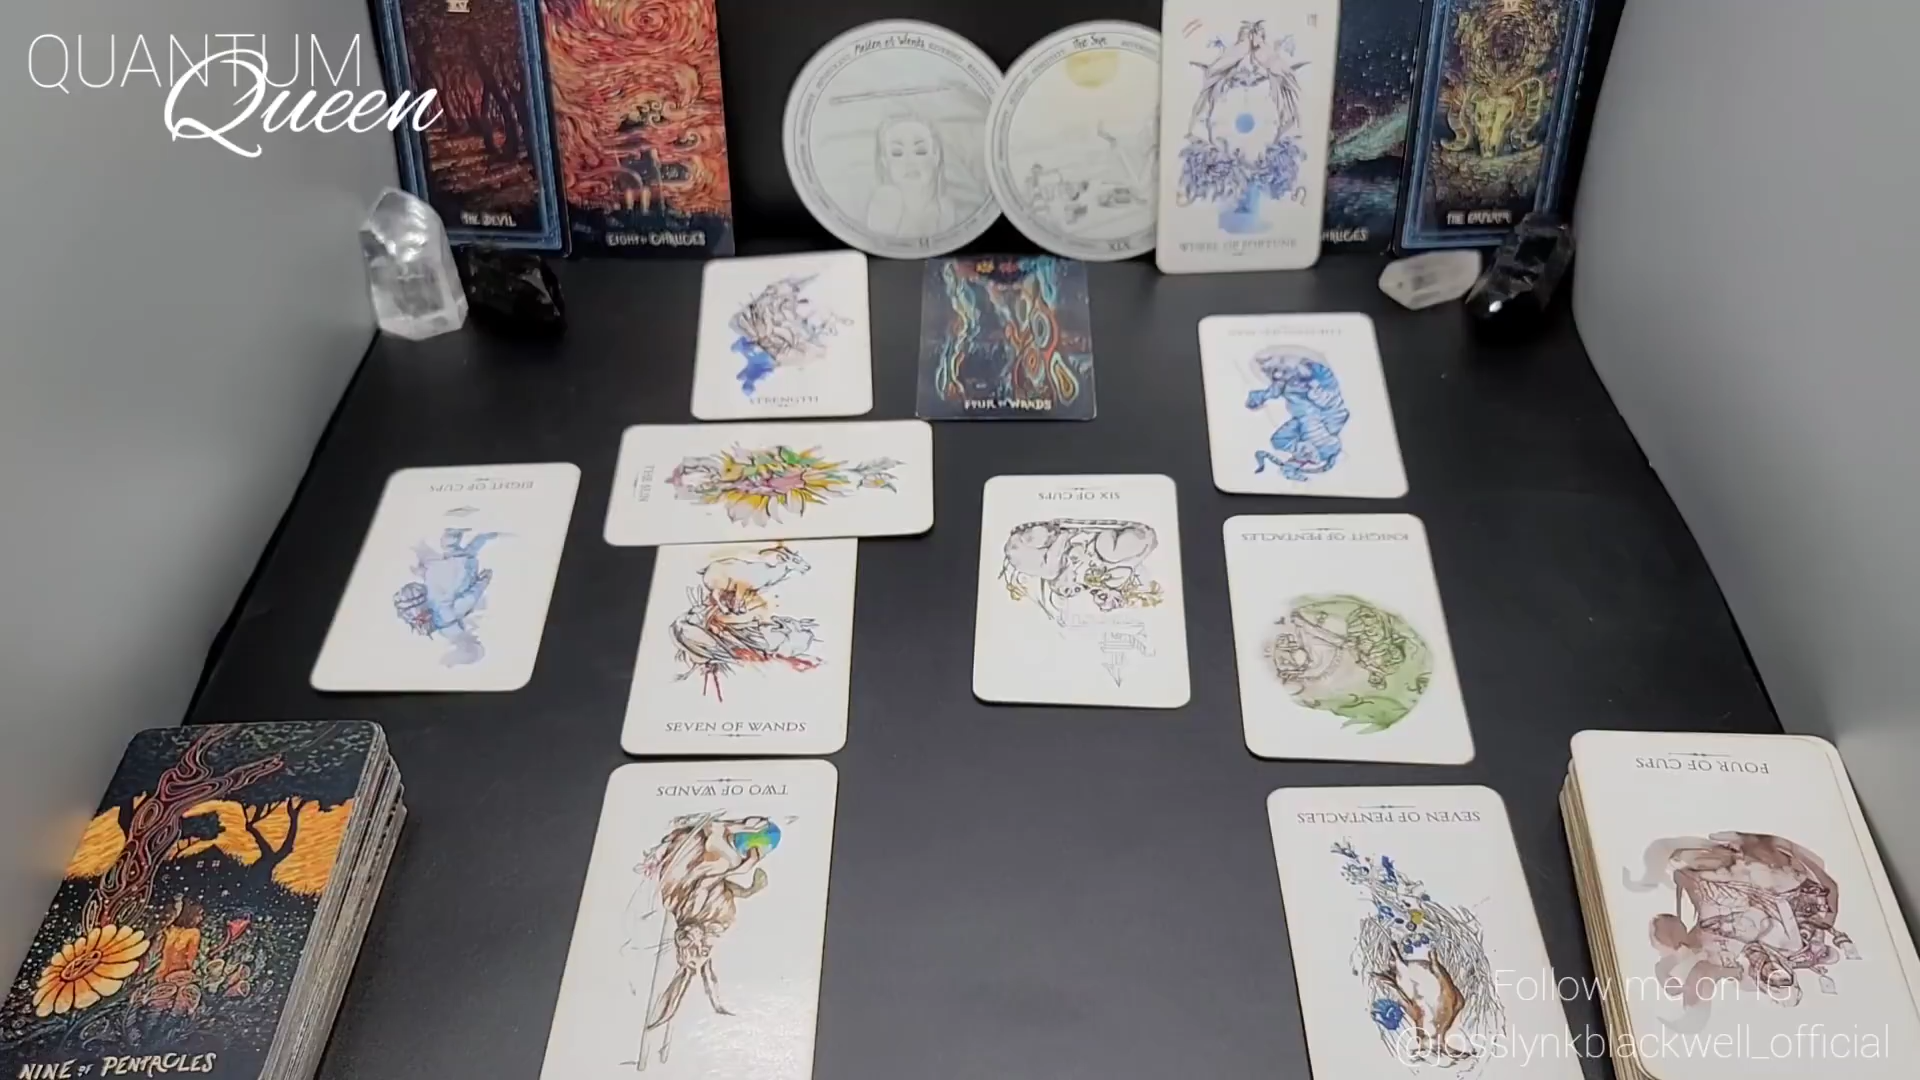 QUANTUM
Queen
THE DEVIL
EIGHT OF CHALICES
Maiden of Wands
The Sun
XIX
WHEEL OF FORTUNE
THE EMPEROR
STRENGTH
FOUR OF WANDS
EIGHT OF CUPS
THE SUN
SIX OF CUPS
KNIGHT OF PENTACLES
SEVEN OF WANDS
TWO OF WANDS
SEVEN OF PENTACLES
FOUR OF CUPS
NINE OF PENTACLES
Follow me on IG
@josslynkblackwell_official